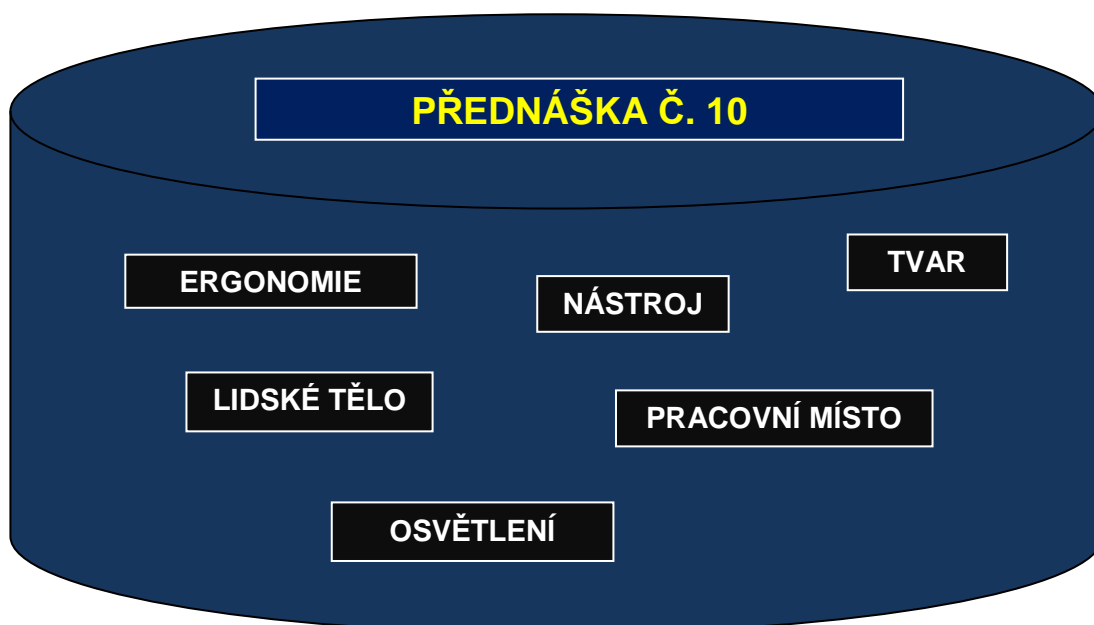 PŘEDNÁŠKA Č. 10
ERGONOMIE
NÁSTROJ
TVAR
LIDSKÉ TĚLO
PRACOVNÍ MÍSTO
OSVĚTLENÍ